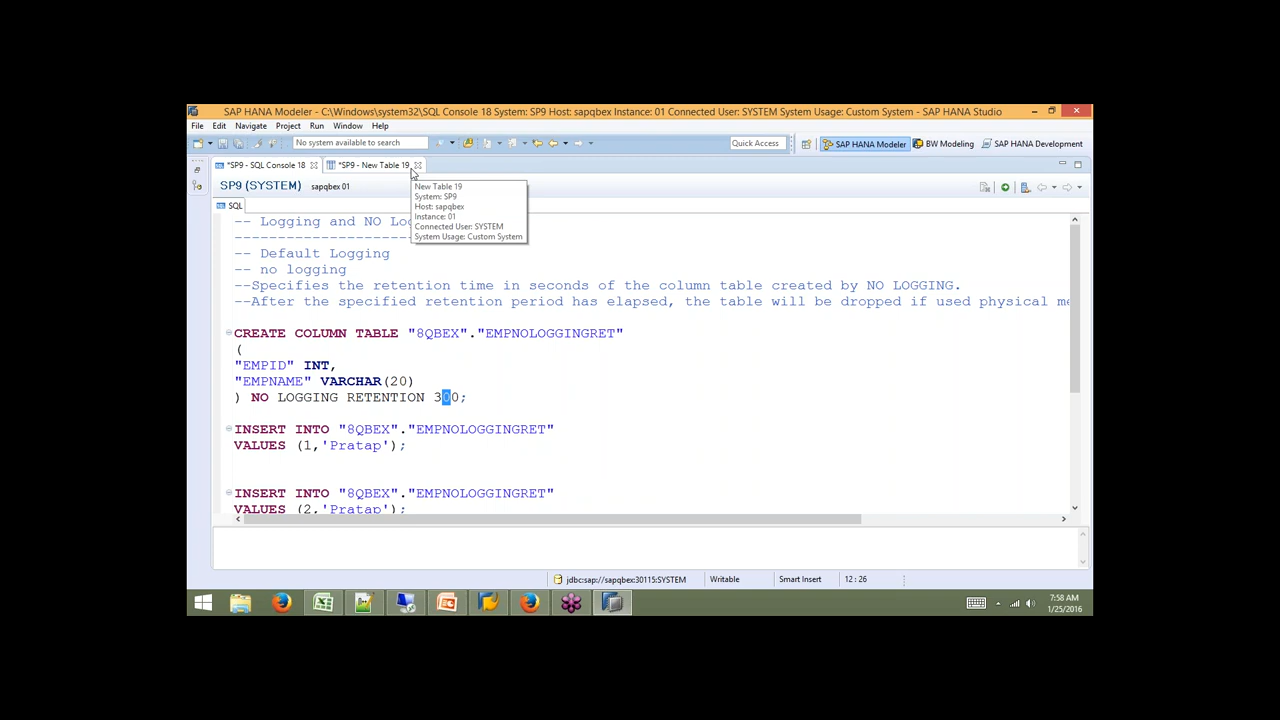 SAP HANA Modeler - C:\Windows\system32\SQL Console 18 System: SP9 Host: sapqbex Instance: 01 Connected User: SYSTEM System Usage: Custom System - SAP HANA Studio
File Edit Navigate Project Run Window Help
No system available to search
Quick Access
SAP HANA Modeler
BW Modeling
SAP HANA Development
*SP9 - SQL Console 18
*SP9 - New Table 19
SP9 (SYSTEM) sapqbex 01
New Table 19
System: SP9
Host: sapqbex
Instance: 01
Connected User: SYSTEM
System Usage: Custom System
SQL
-- Logging and NO Lo
--------------------
-- Default Logging
-- no logging
--Specifies the retention time in seconds of the column table created by NO LOGGING.
--After the specified retention period has elapsed, the table will be dropped if used physical me
CREATE COLUMN TABLE "8QBEX"."EMPNOLOGGINGRET"
(
"EMPID" INT,
"EMPNAME" VARCHAR(20)
) NO LOGGING RETENTION 300;
INSERT INTO "8QBEX"."EMPNOLOGGINGRET"
VALUES (1,'Pratap');
INSERT INTO "8QBEX"."EMPNOLOGGINGRET"
VALUES (2,'Pratap');
jdbc:sap://sapqbex:30115:SYSTEM
Writable
Smart Insert
12 : 26
7:58 AM
1/25/2016